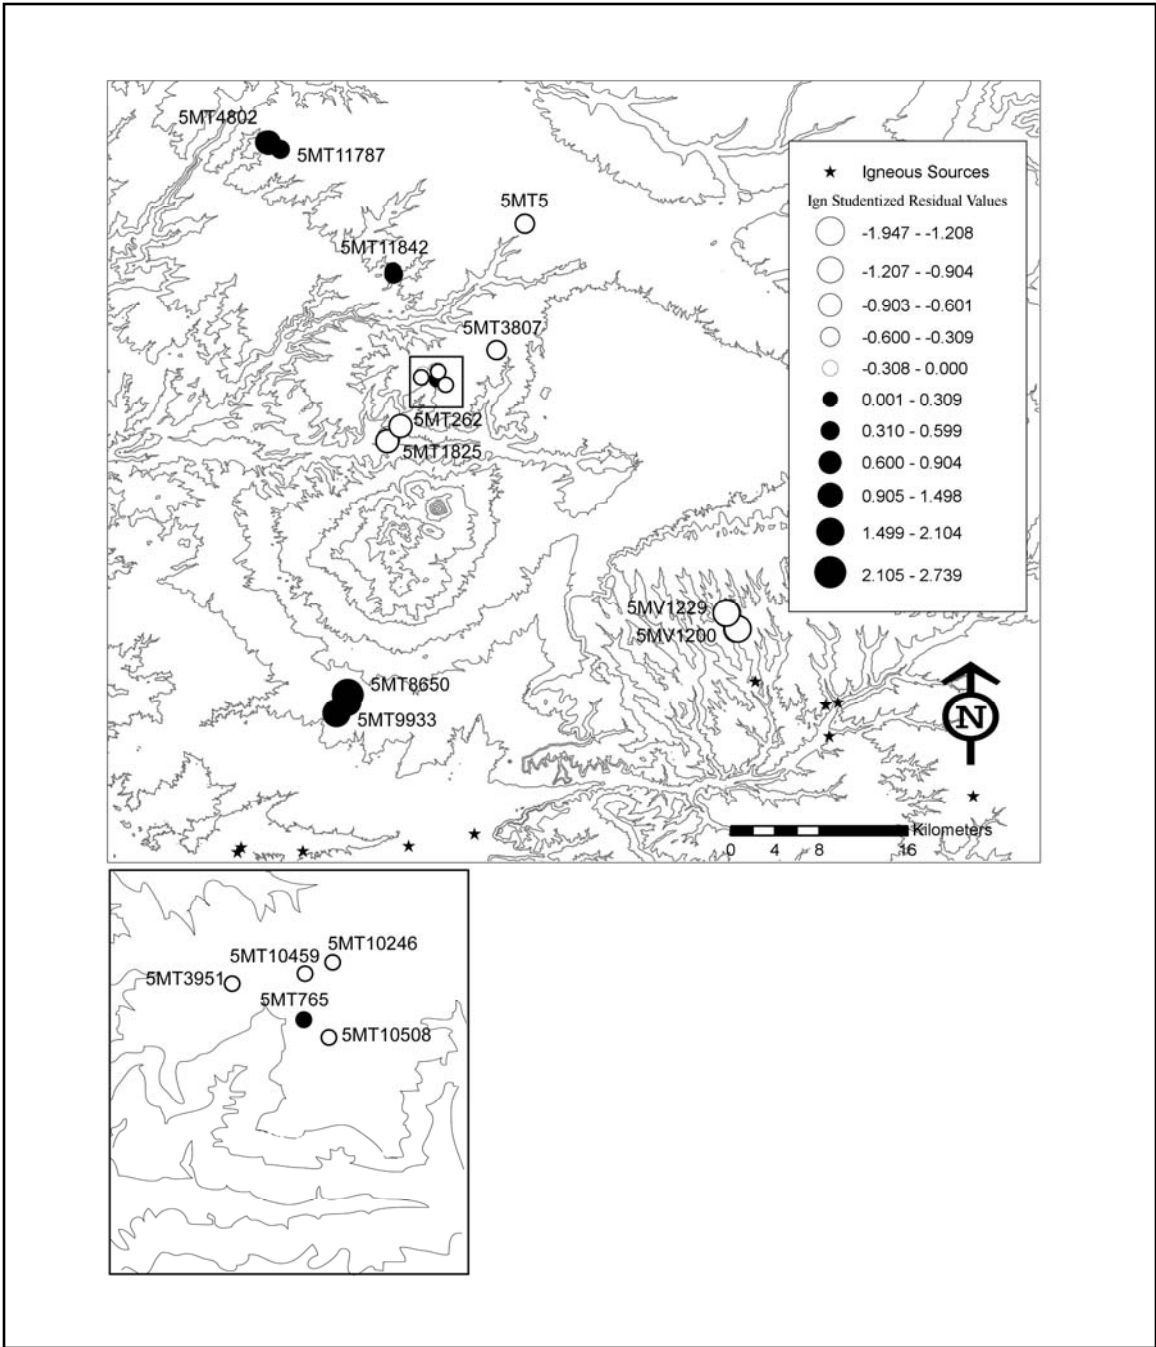 5MT4802
5MT11787
Igneous Sources
Ign Studentized Residual Values
5MT5
-1.947 - -1.208
5MT11842
-1.207 - -0.904
-0.903 - -0.601
5MT3807
-0.600 - -0.309
-0.308 - 0.000
0.001 - 0.309
5MT262
0.310 - 0.599
5MT1825
0.600 - 0.904
0.905 - 1.498
1.499 - 2.104
2.105 - 2.739
5MV1229
5MV1200
5MT8650
5MT9933
N
Kilometers
0 4 8 16
5MT10246
5MT10459
5MT3951
5MT765
5MT10508